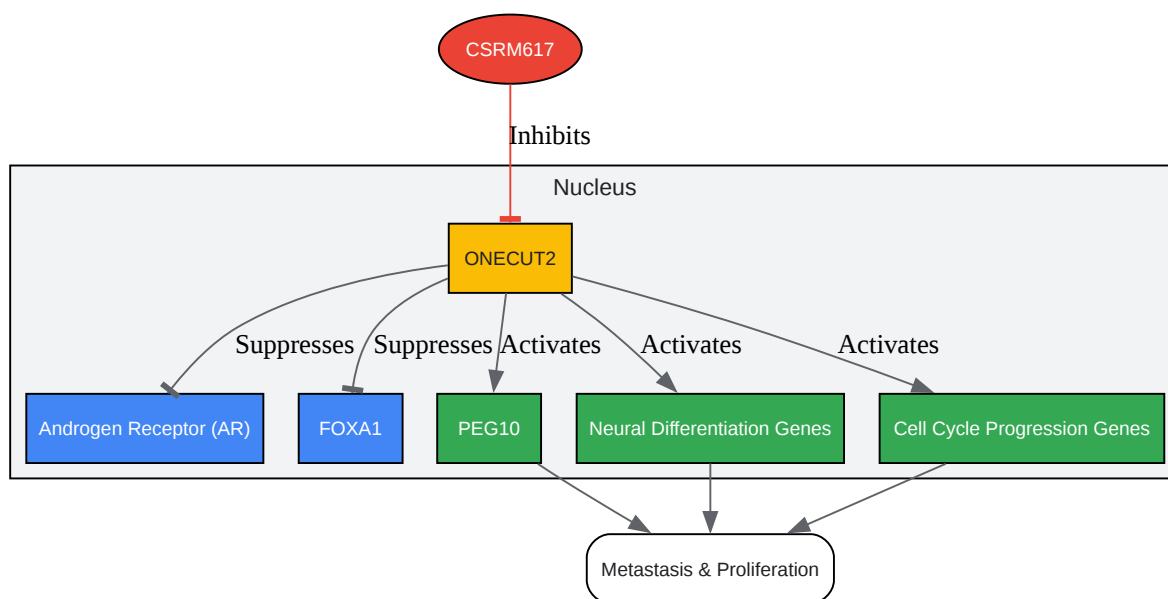 CSRM617
Inhibits
Nucleus
ONECUT2
Suppresses
Suppresses
Activates
Activates
Activates
Androgen Receptor (AR)
FOXA1
PEG10
Neural Differentiation Genes
Cell Cycle Progression Genes
Metastasis & Proliferation